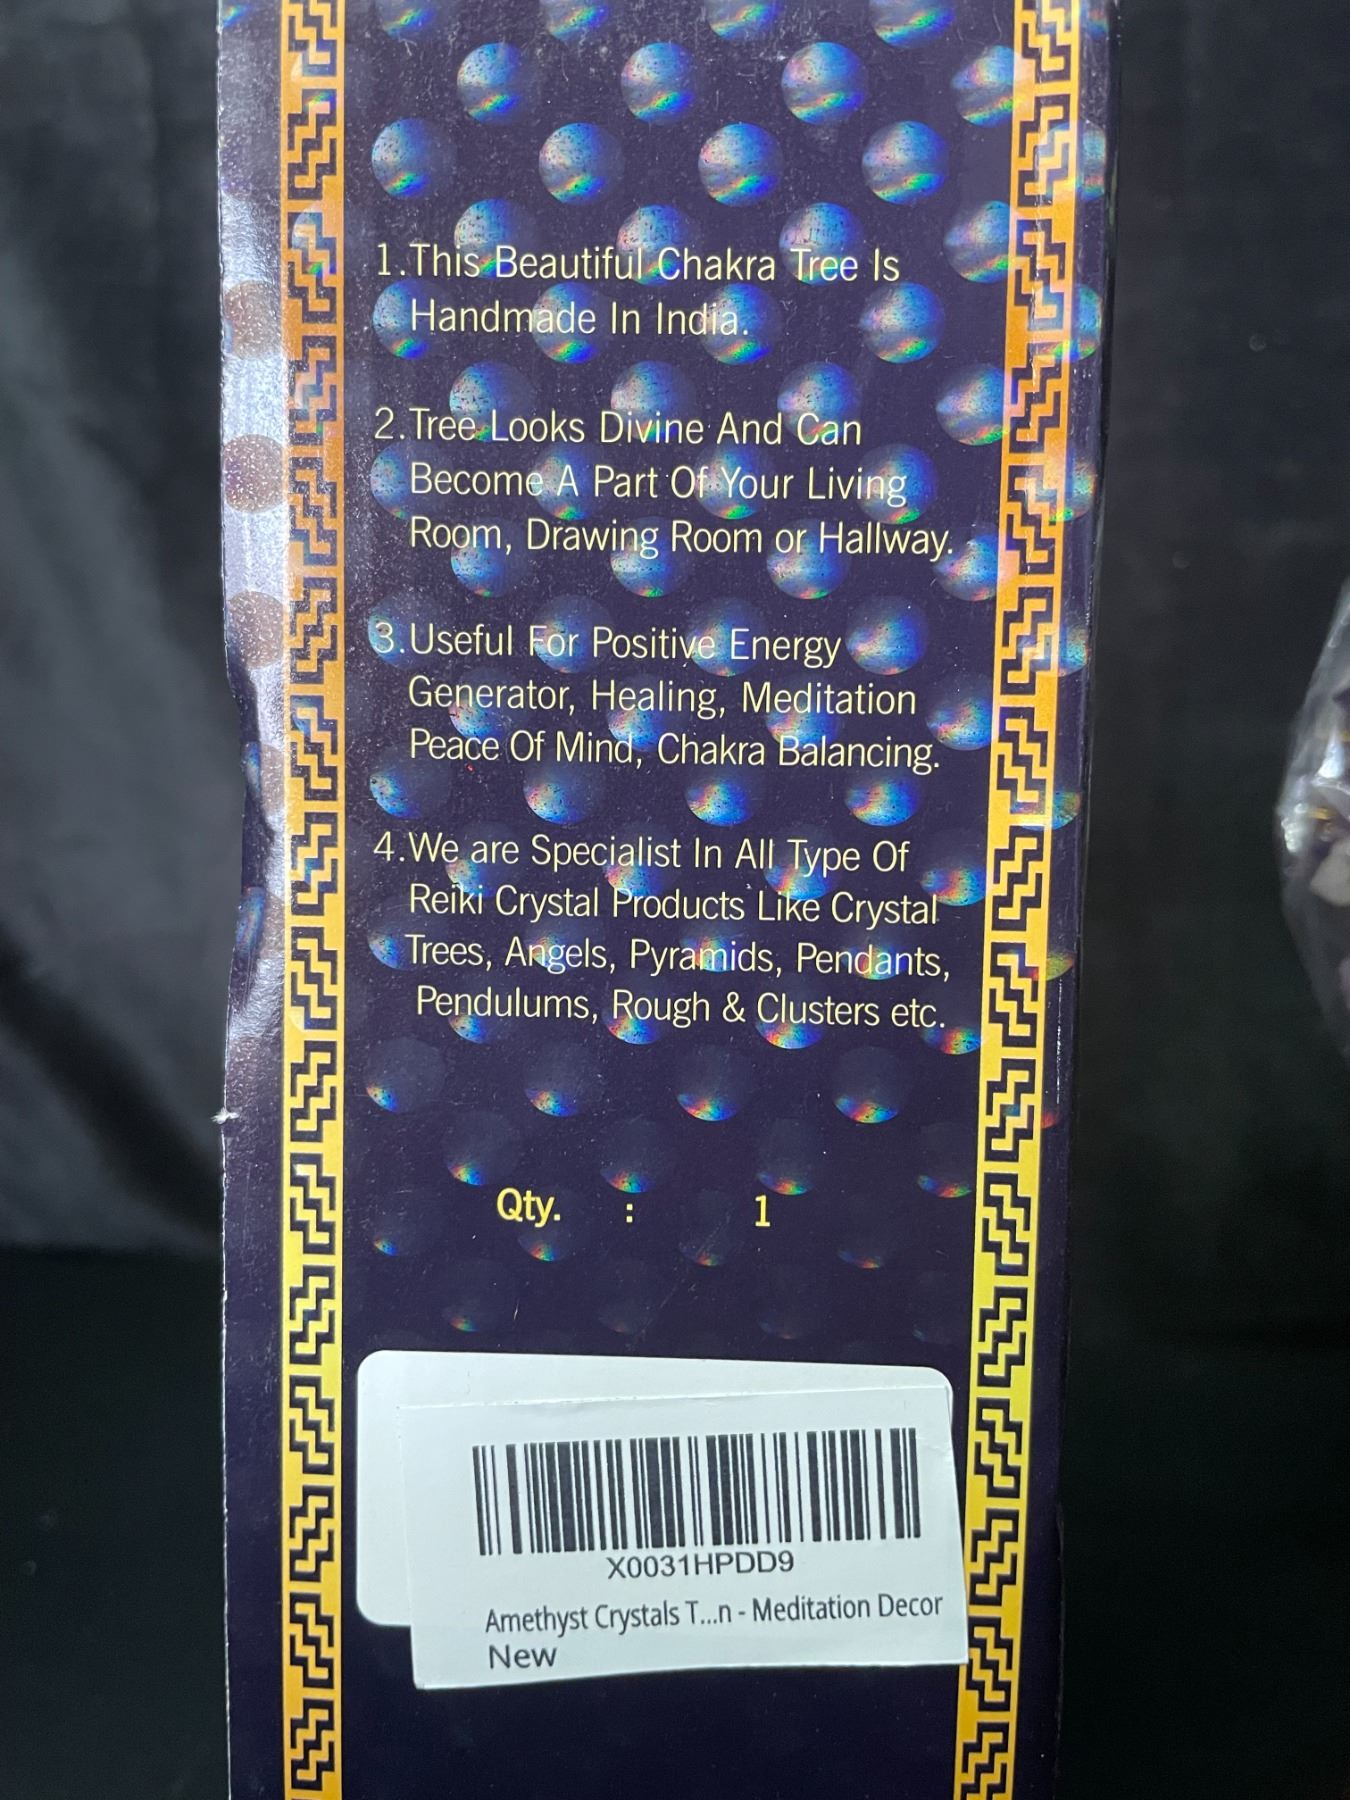 1.This Beautiful Chakra Tree Is
Handmade In India.
2.Tree Looks Divine And Can
Become A Part Of Your Living
Room, Drawing Room or Hallway.
3.Useful For Positive Energy
Generator, Healing, Meditation
Peace Of Mind, Chakra Balancing.
4.We are Specialist In All Type Of
Reiki Crystal Products Like Crystal
Trees, Angels, Pyramids, Pendants,
Pendulums, Rough & Clusters etc.
Qty. : 1
X0031HPDD9
Amethyst Crystals T...n - Meditation Decor
New